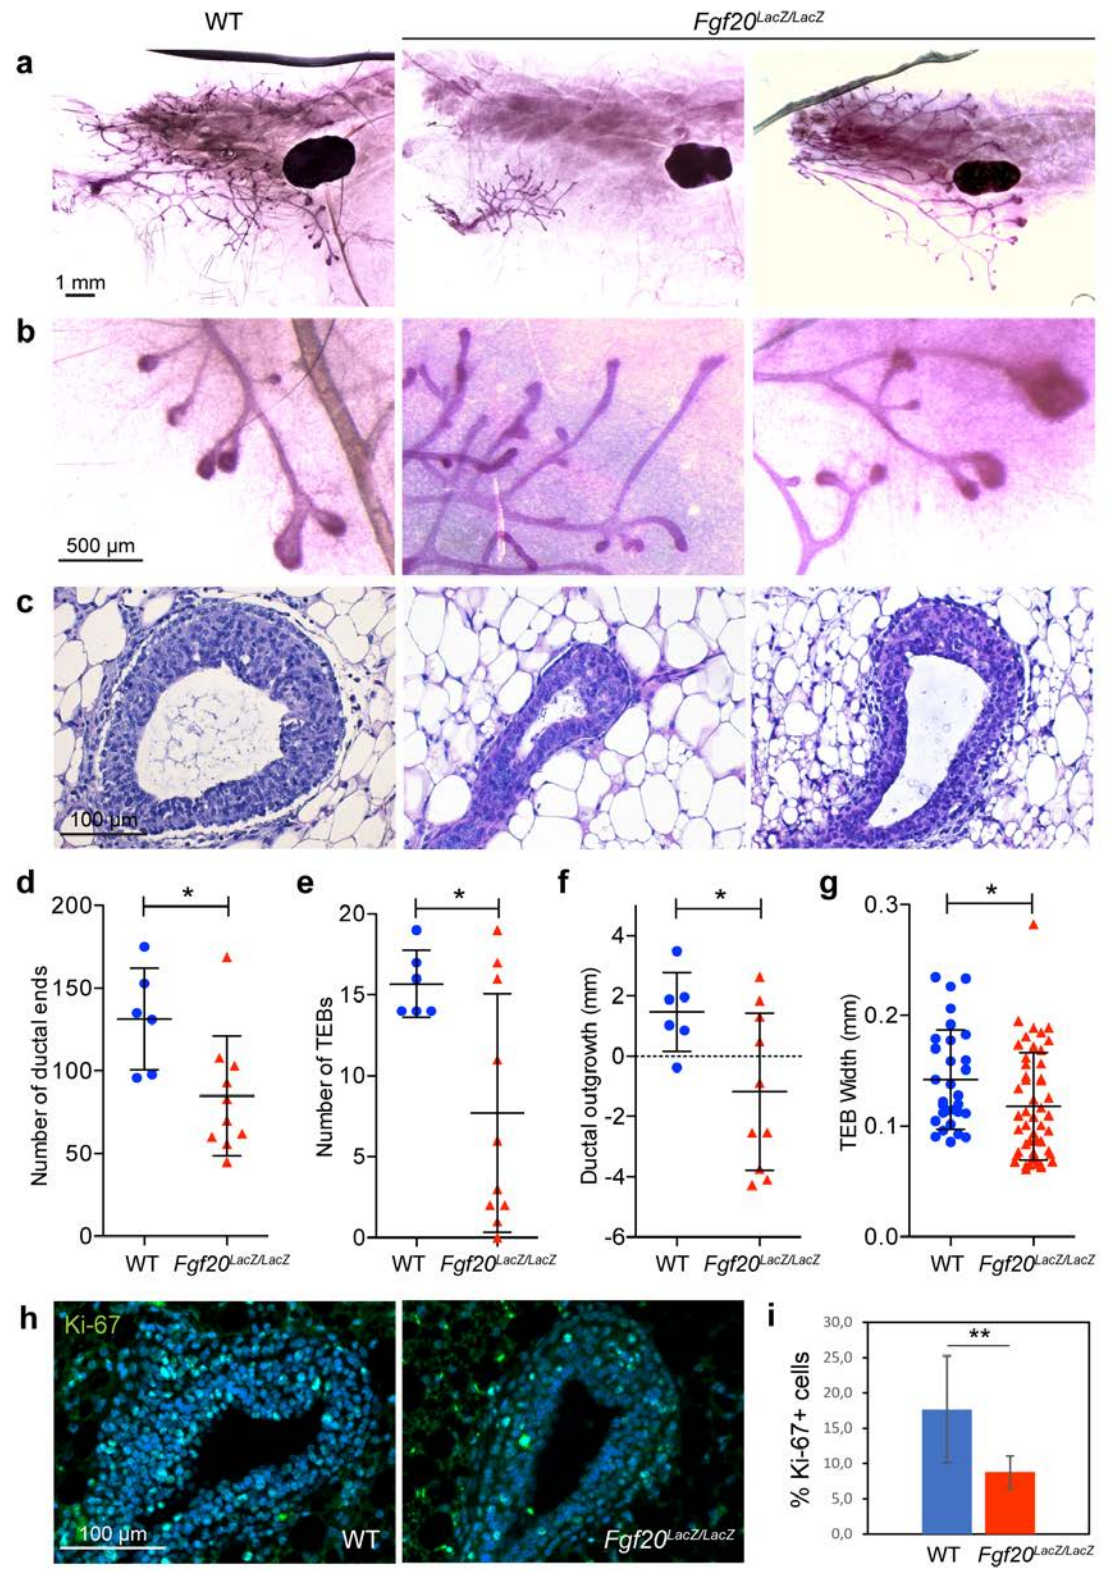 WT Fgf20LacZ/LacZ
a
1 mm
b
500 µm
c
100 µm
d e f g
Number of ductal ends
200
150
100
50
0
*
WT Fgf20LacZ/LacZ
Number of TEBs
20
15
10
5
0
*
WT Fgf20LacZ/LacZ
Ductal outgrowth (mm)
4
2
0
-2
-4
-6
*
WT Fgf20LacZ/LacZ
TEB Width (mm)
0.3
0.2
0.1
0.0
*
WT Fgf20LacZ/LacZ
h
Ki-67
100 µm
WT
Fgf20LacZ/LacZ
i
% Ki-67+ cells
30,0
25,0
20,0
15,0
10,0
5,0
0,0
**
WT Fgf20LacZ/LacZ